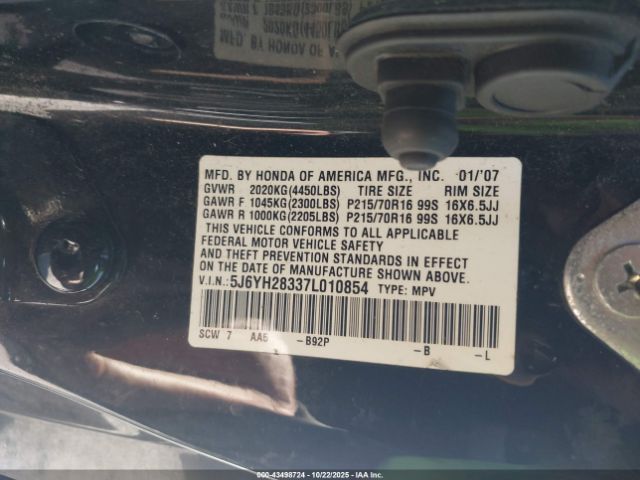 MFD. BY HONDA OF AMERICA MFG., INC. 01/'07
GVWR 2020KG(4450LBS) TIRE SIZE RIM SIZE
GAWR F 1045KG(2300LBS) P215/70R16 99S 16X6.5JJ
GAWR R 1000KG(2205LBS) P215/70R16 99S 16X6.5JJ
THIS VEHICLE CONFORMS TO ALL APPLICABLE
FEDERAL MOTOR VEHICLE SAFETY
AND THEFT PREVENTION STANDARDS IN EFFECT
ON THE DATE OF MANUFACTURE SHOWN ABOVE.
V.I.N.: 5J6YH28337L010854 TYPE: MPV
SCW 7 -B92P -B -L
000-43498724 - 10/22/2025 - IAAI.COM